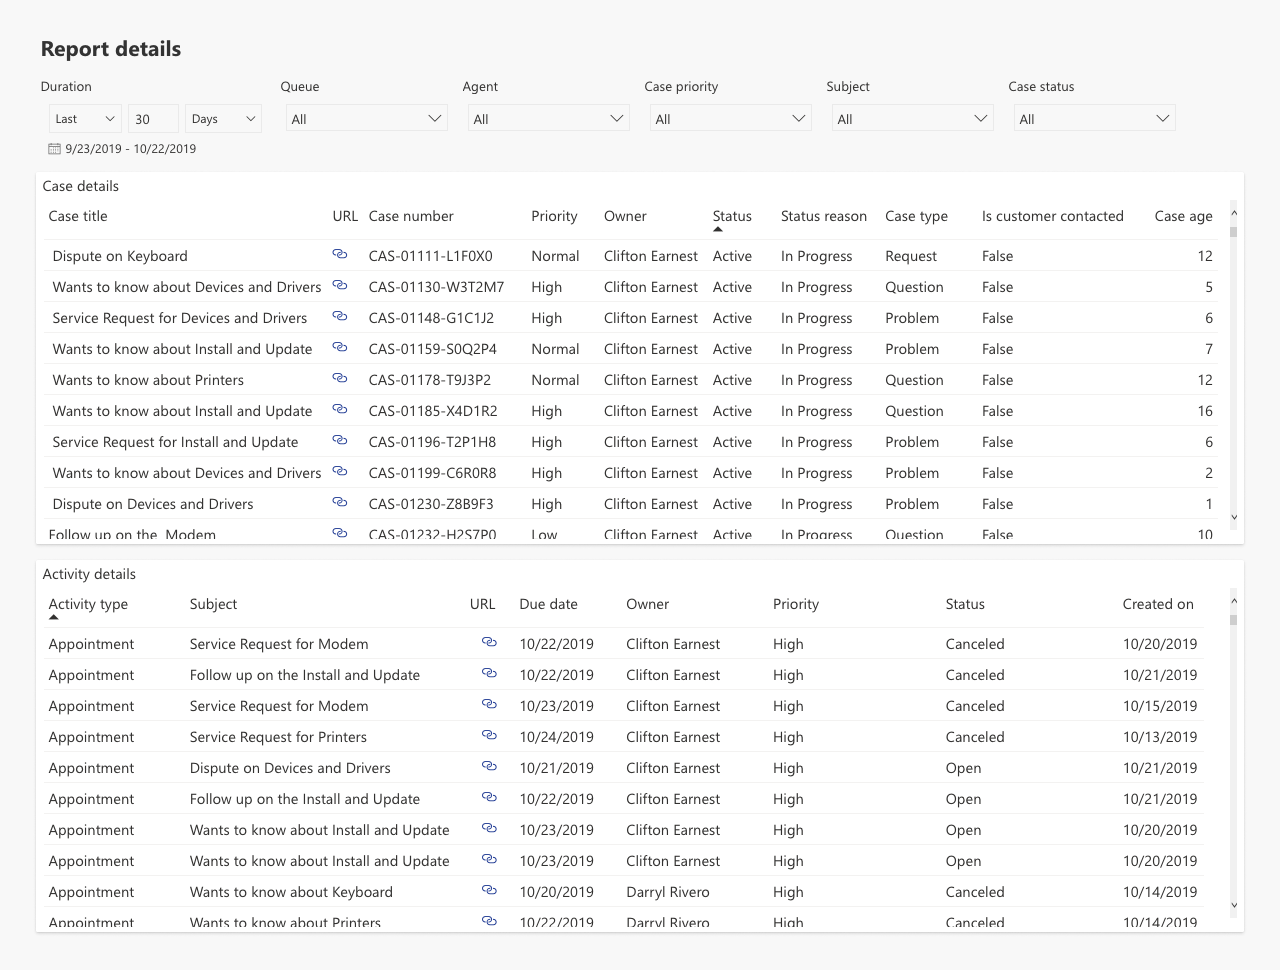 Report details
Duration Queue Agent Case priority Subject Case status
Last 30 Days All All All All All
9/23/2019 - 10/22/2019
Case details
Case title URL Case number Priority Owner Status Status reason Case type Is customer contacted Case age
Dispute on Keyboard CAS-01111-L1F0X0 Normal Clifton Earnest Active In Progress Request False 12
Wants to know about Devices and Drivers CAS-01130-W3T2M7 High Clifton Earnest Active In Progress Question False 5
Service Request for Devices and Drivers CAS-01148-G1C1J2 High Clifton Earnest Active In Progress Problem False 6
Wants to know about Install and Update CAS-01159-S0Q2P4 Normal Clifton Earnest Active In Progress Problem False 7
Wants to know about Printers CAS-01178-T9J3P2 Normal Clifton Earnest Active In Progress Question False 12
Wants to know about Install and Update CAS-01185-X4D1R2 High Clifton Earnest Active In Progress Question False 16
Service Request for Install and Update CAS-01196-T2P1H8 High Clifton Earnest Active In Progress Problem False 6
Wants to know about Devices and Drivers CAS-01199-C6R0R8 High Clifton Earnest Active In Progress Problem False 2
Dispute on Devices and Drivers CAS-01230-Z8B9F3 High Clifton Earnest Active In Progress Problem False 1
Follow up on the Modem CAS-01232-H2S7P0 Low Clifton Earnest Active In Progress Question False 10
Activity details
Activity type Subject URL Due date Owner Priority Status Created on
Appointment Service Request for Modem 10/22/2019 Clifton Earnest High Canceled 10/20/2019
Appointment Follow up on the Install and Update 10/22/2019 Clifton Earnest High Canceled 10/21/2019
Appointment Service Request for Modem 10/23/2019 Clifton Earnest High Canceled 10/15/2019
Appointment Service Request for Printers 10/24/2019 Clifton Earnest High Canceled 10/13/2019
Appointment Dispute on Devices and Drivers 10/21/2019 Clifton Earnest High Open 10/21/2019
Appointment Follow up on the Install and Update 10/22/2019 Clifton Earnest High Open 10/21/2019
Appointment Wants to know about Install and Update 10/23/2019 Clifton Earnest High Open 10/20/2019
Appointment Wants to know about Install and Update 10/23/2019 Clifton Earnest High Open 10/20/2019
Appointment Wants to know about Keyboard 10/20/2019 Darryl Rivero High Canceled 10/14/2019
Appointment Wants to know about Printers 10/22/2019 Darryl Rivero High Canceled 10/14/2019